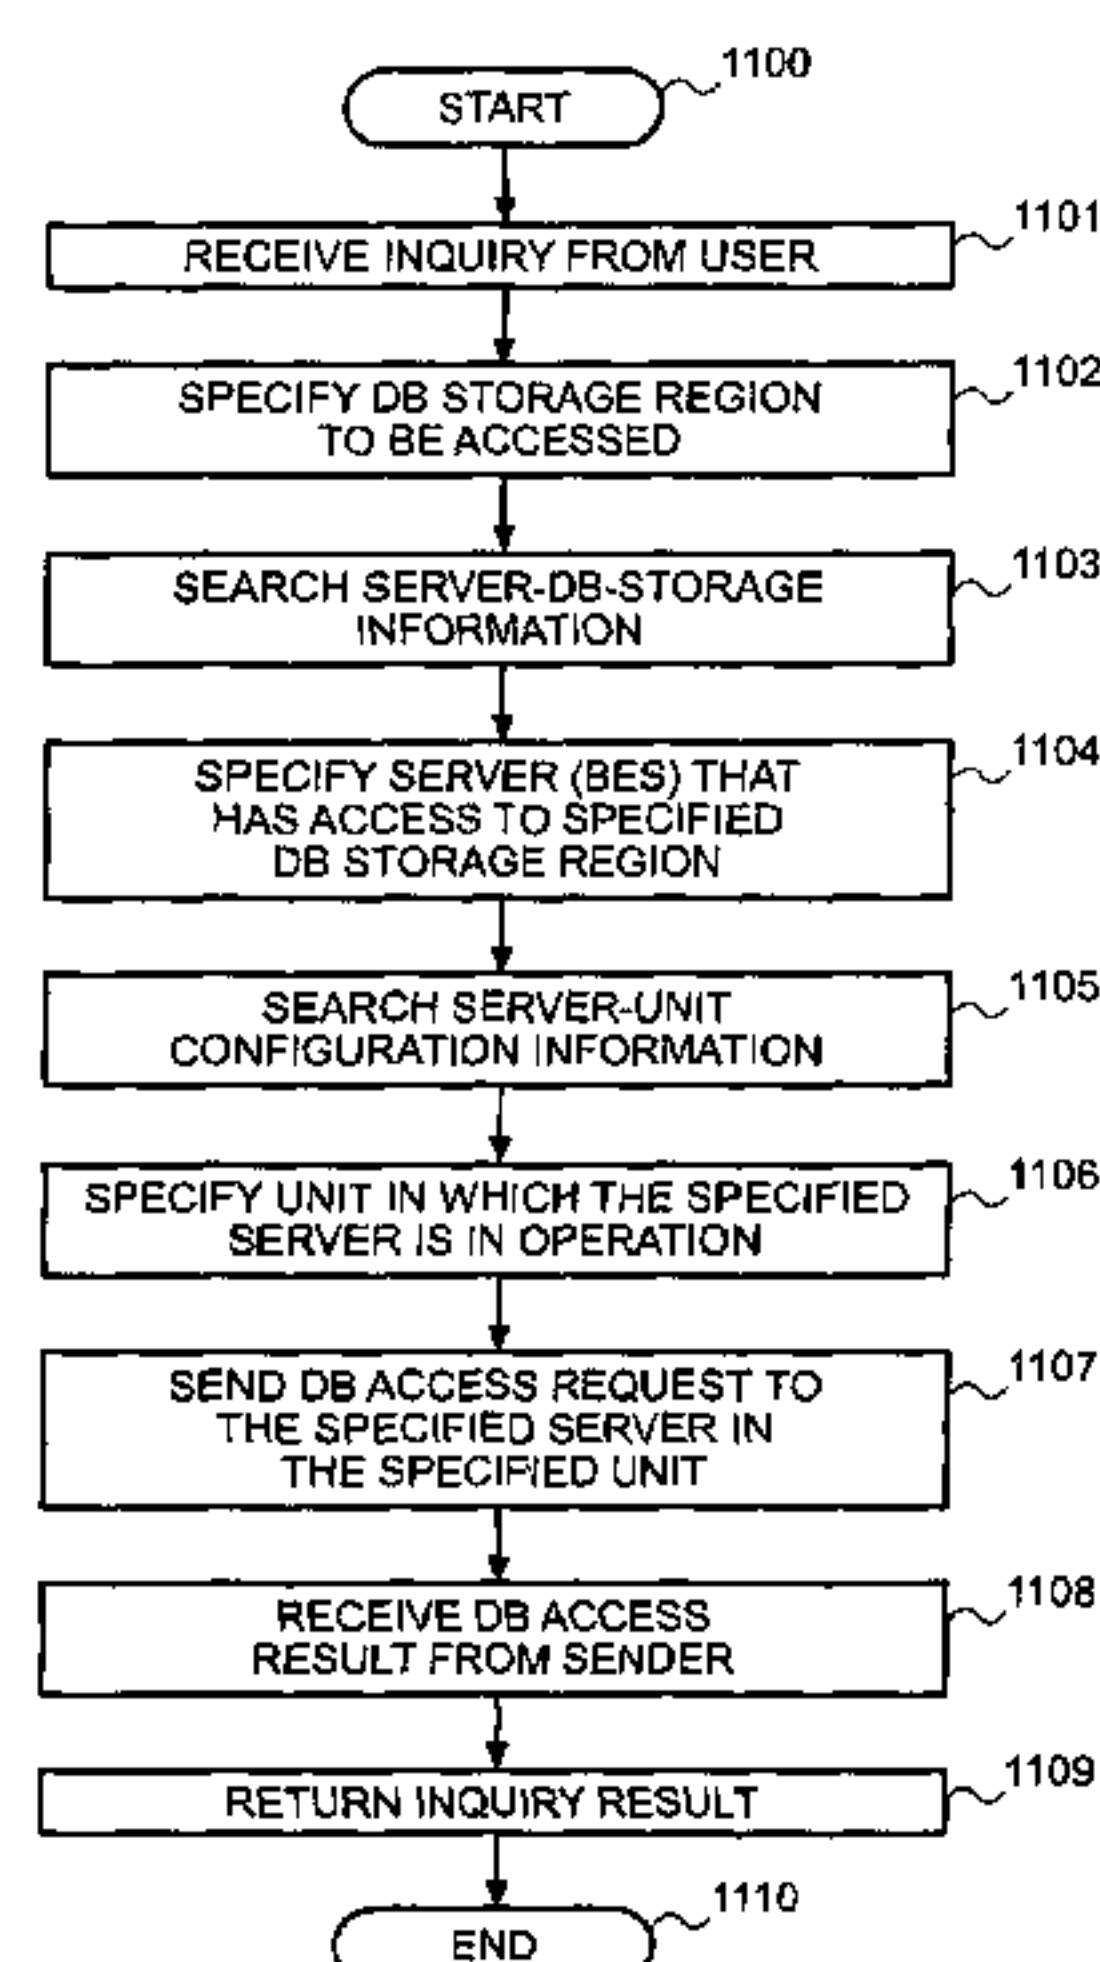 1100
START
1101
RECEIVE INQUIRY FROM USER
1102
SPECIFY DB STORAGE REGION
TO BE ACCESSED
1103
SEARCH SERVER-DB-STORAGE
INFORMATION
1104
SPECIFY SERVER (BES) THAT
HAS ACCESS TO SPECIFIED
DB STORAGE REGION
1105
SEARCH SERVER-UNIT
CONFIGURATION INFORMATION
1106
SPECIFY UNIT IN WHICH THE SPECIFIED
SERVER IS IN OPERATION
1107
SEND DB ACCESS REQUEST TO
THE SPECIFIED SERVER IN
THE SPECIFIED UNIT
1108
RECEIVE DB ACCESS
RESULT FROM SENDER
1109
RETURN INQUIRY RESULT
1110
END